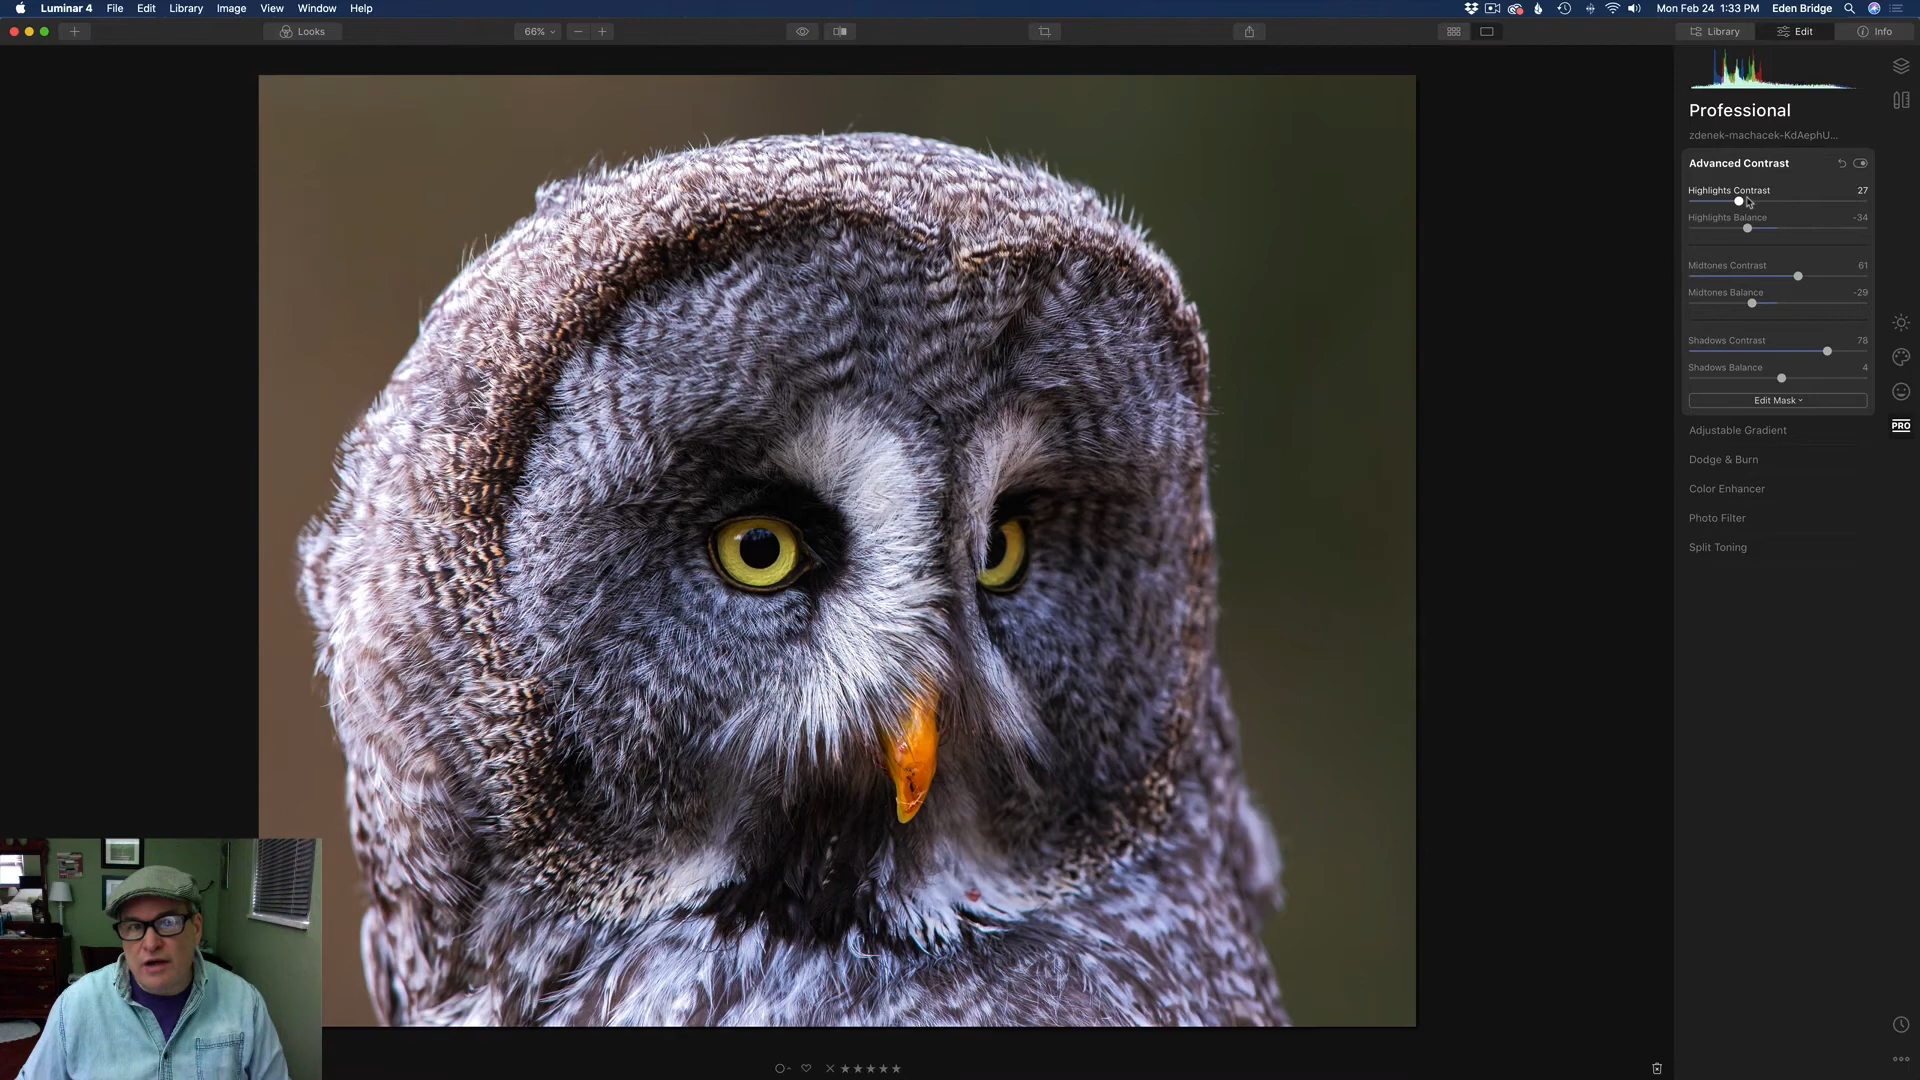 Luminar 4 File Edit Library Image View Window Help Mon Feb 24 1:33 PM Eden Bridge
Looks 66% Library Edit Info
Professional
zdenek-machacek-KdAephU...
Advanced Contrast
Highlights Contrast 27
Highlights Balance -34
Midtones Contrast 61
Midtones Balance -29
Shadows Contrast 78
Shadows Balance 4
Edit Mask
PRO
Adjustable Gradient
Dodge & Burn
Color Enhancer
Photo Filter
Split Toning